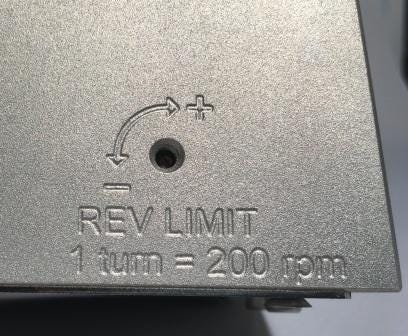 +
-
REV LIMIT
1 turn = 200 rpm